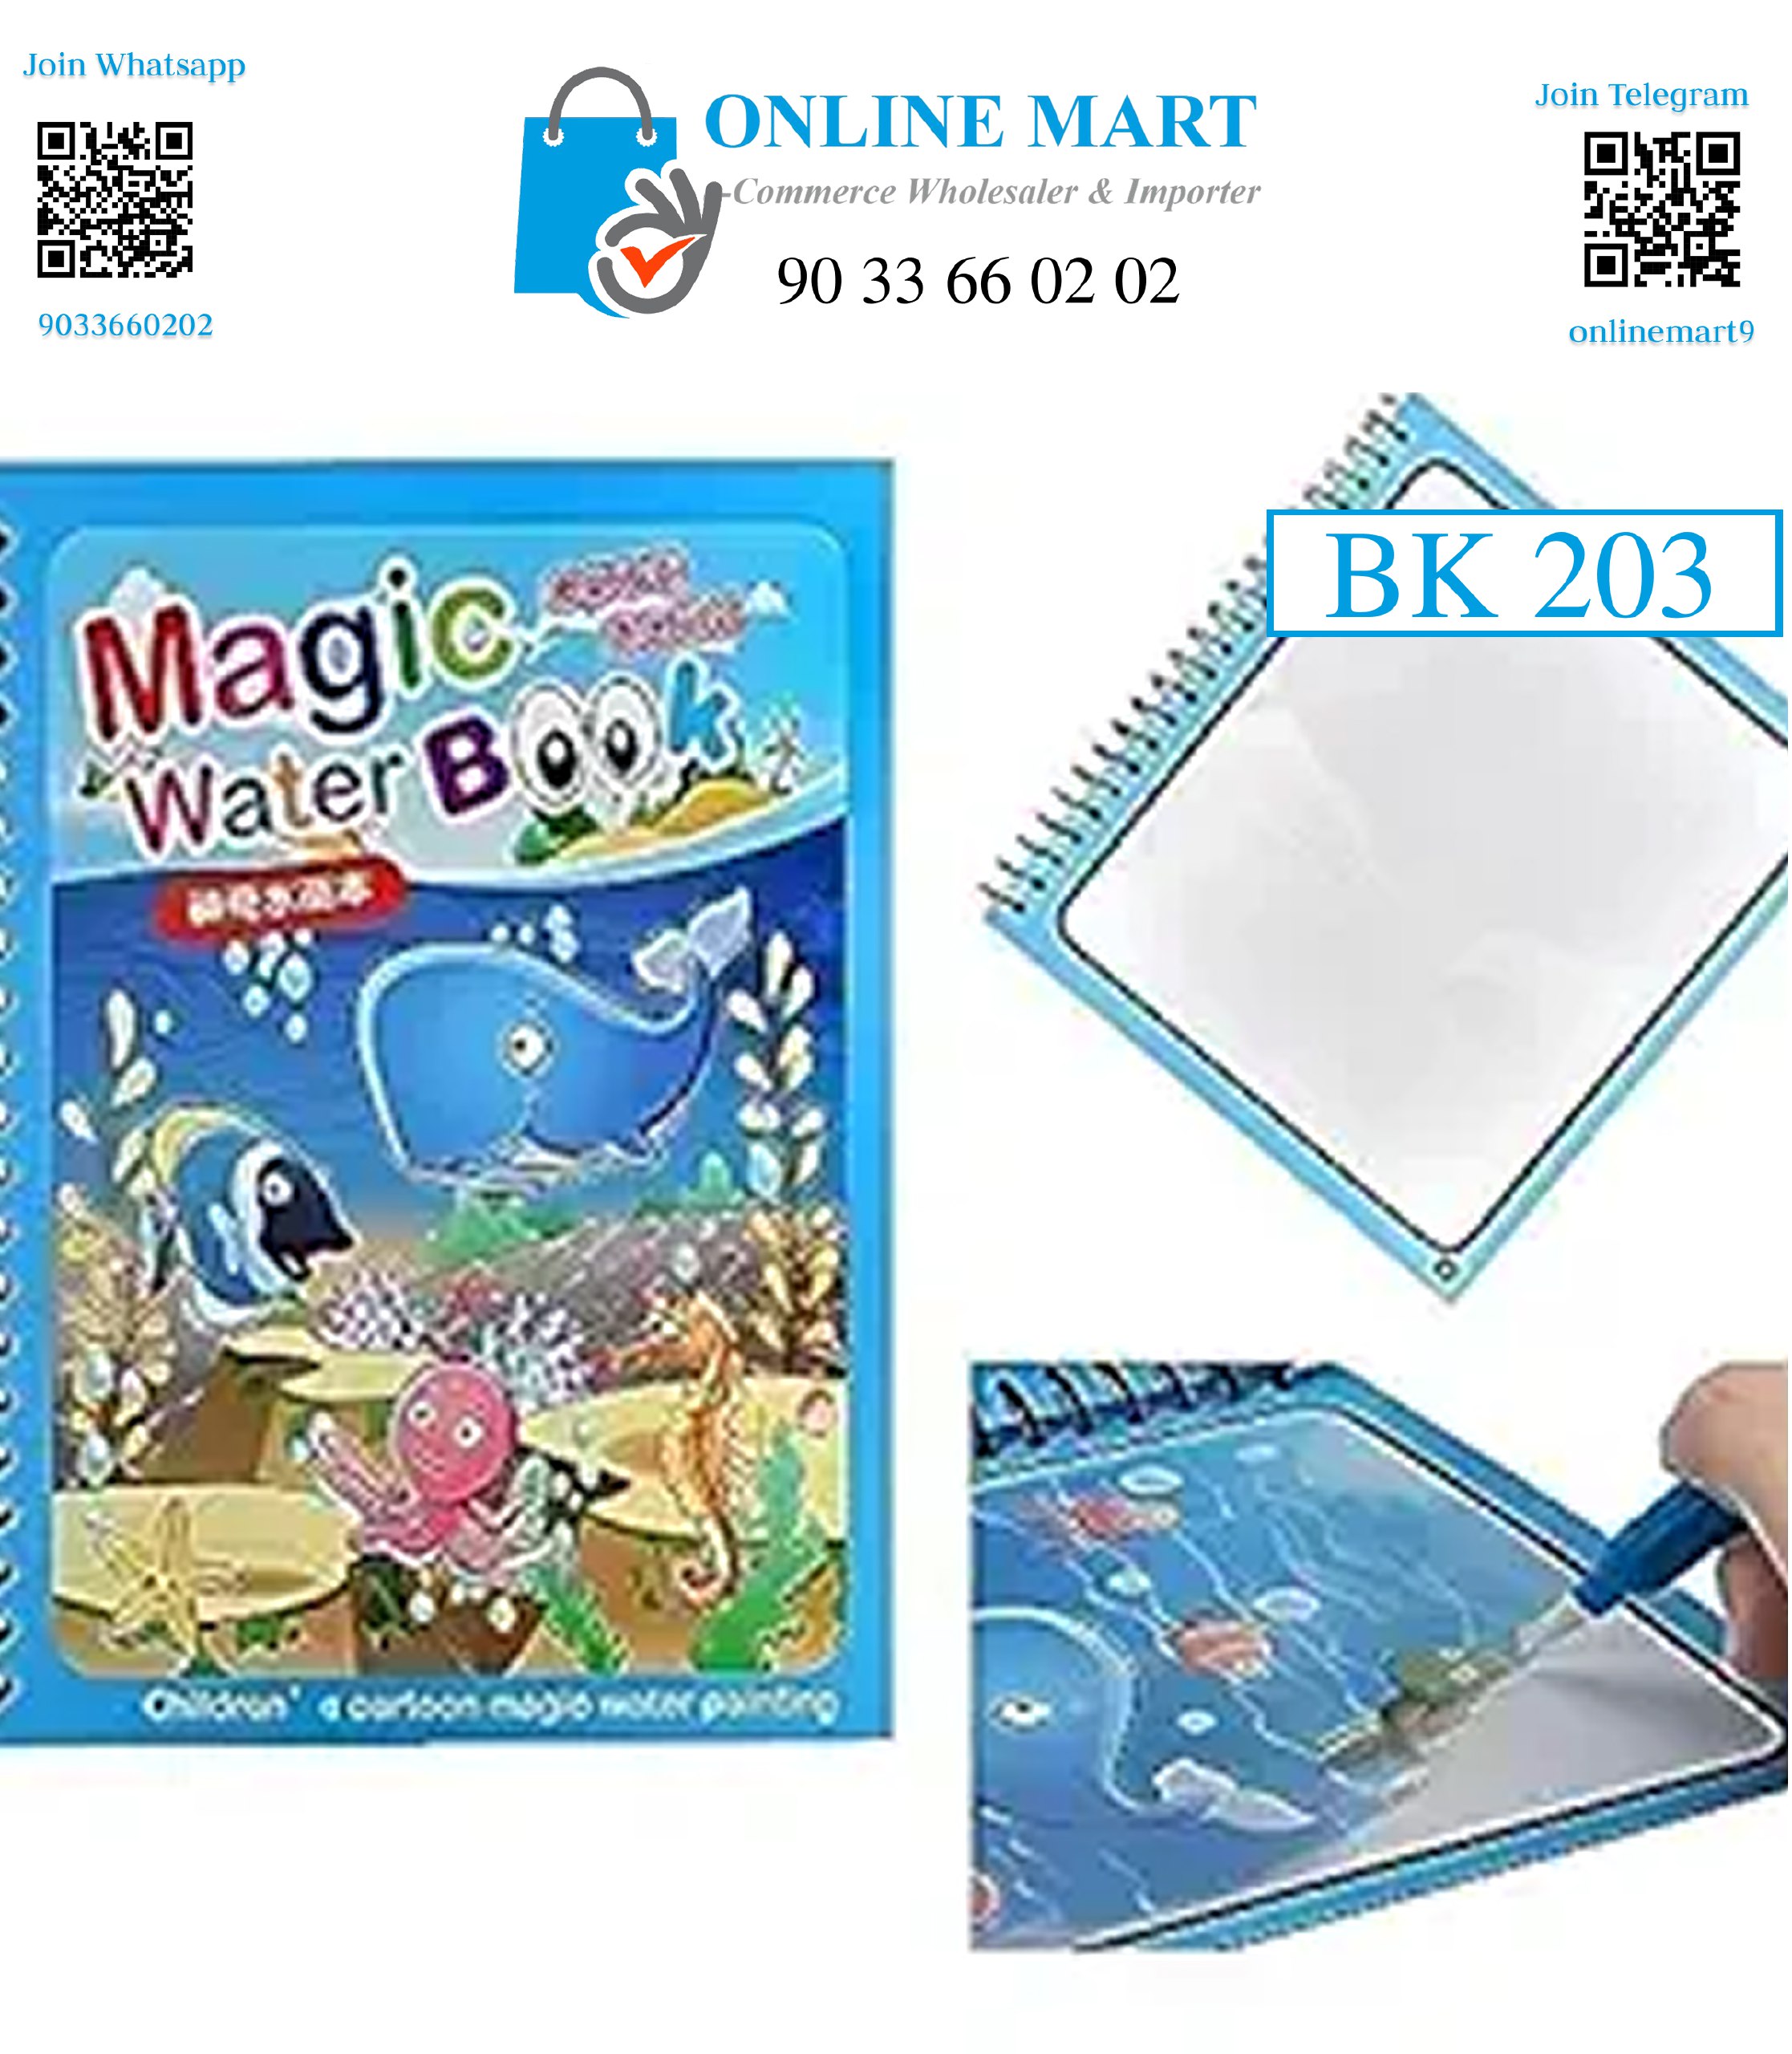 Join Whatsapp
9033660202
ONLINE MART
-Commerce Wholesaler & Importer
90 33 66 02 02
Join Telegram
onlinemart9
BK 203
Magic
Water Book
Children' a cartoon magic water painting